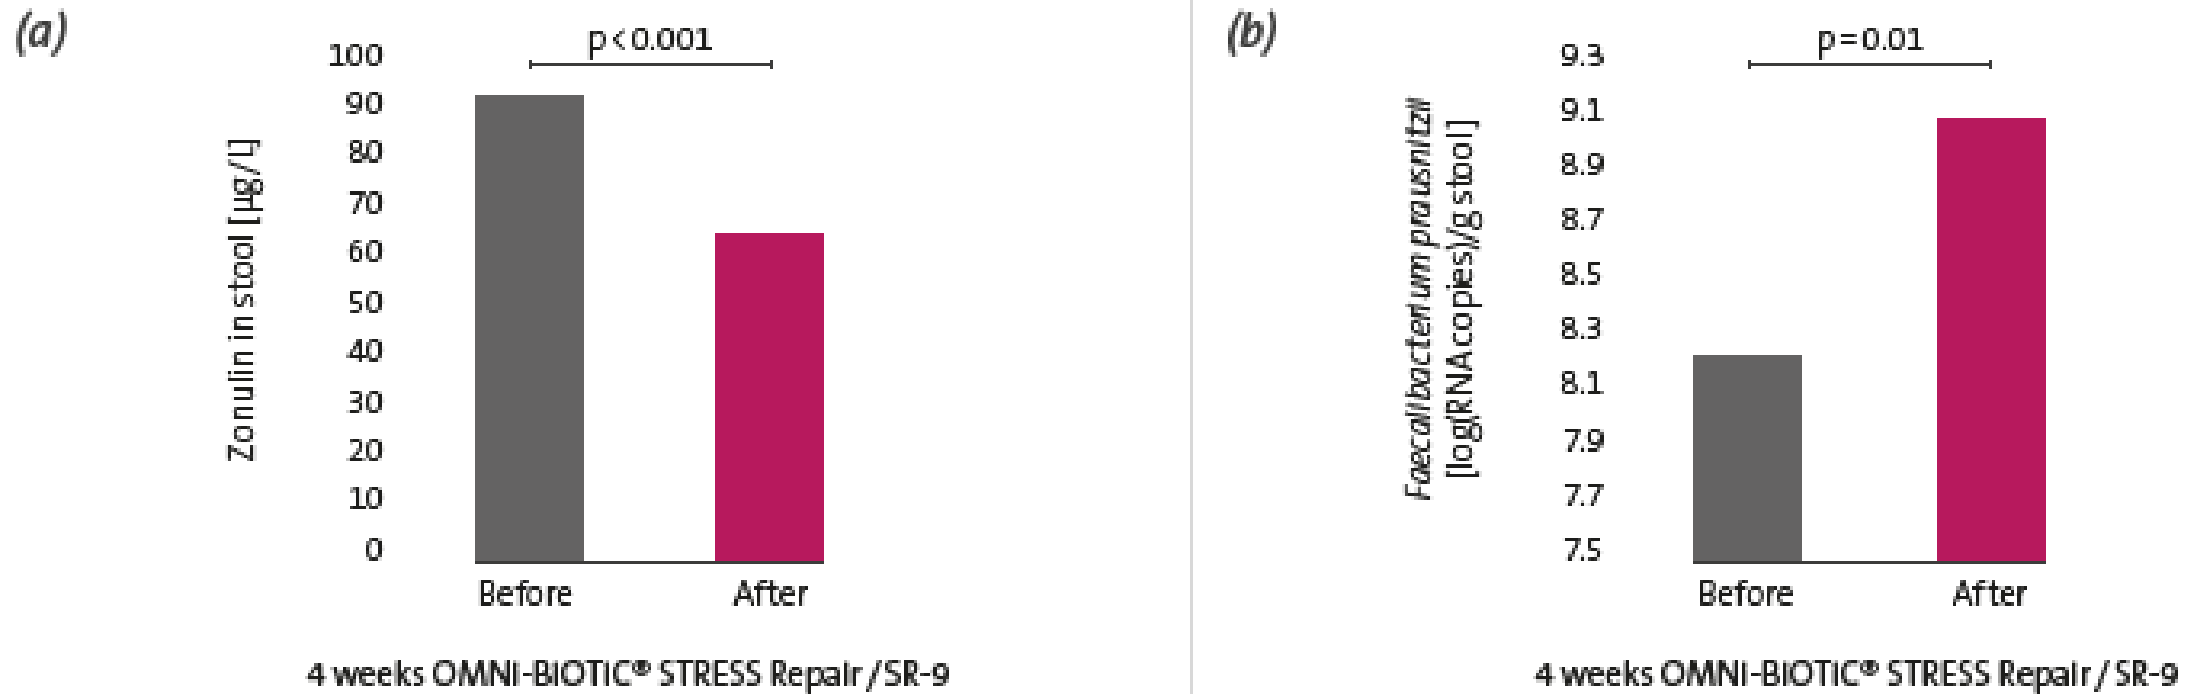 (a)
p<0.001
100
90
80
70
60
50
40
30
20
10
0
Zonulin in stool [µg/L]
Before
After
4 weeks OMNi-BiOTiC® STRESS Repair / SR-9
(b)
p=0.01
9.3
9.1
8.9
8.7
8.5
8.3
8.1
7.9
7.7
7.5
Faecalibacterium prausnitzii
[log(RNA copies)/g stool]
Before
After
4 weeks OMNi-BiOTiC® STRESS Repair / SR-9